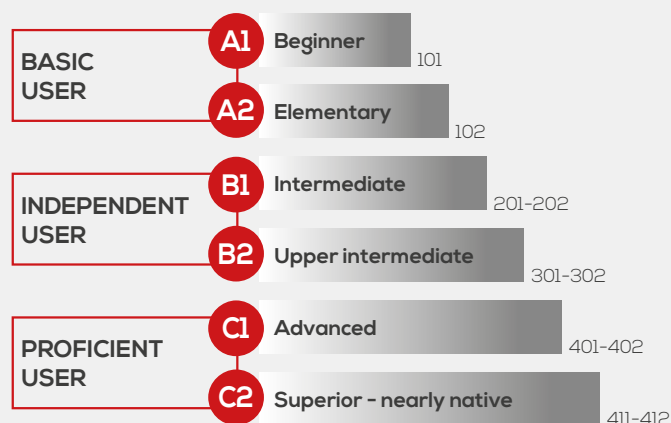 BASIC
USER
A1
Beginner
101
A2
Elementary
102
INDEPENDENT
USER
B1
Intermediate
201-202
B2
Upper intermediate
301-302
PROFICIENT
USER
C1
Advanced
401-402
C2
Superior - nearly native
411-412